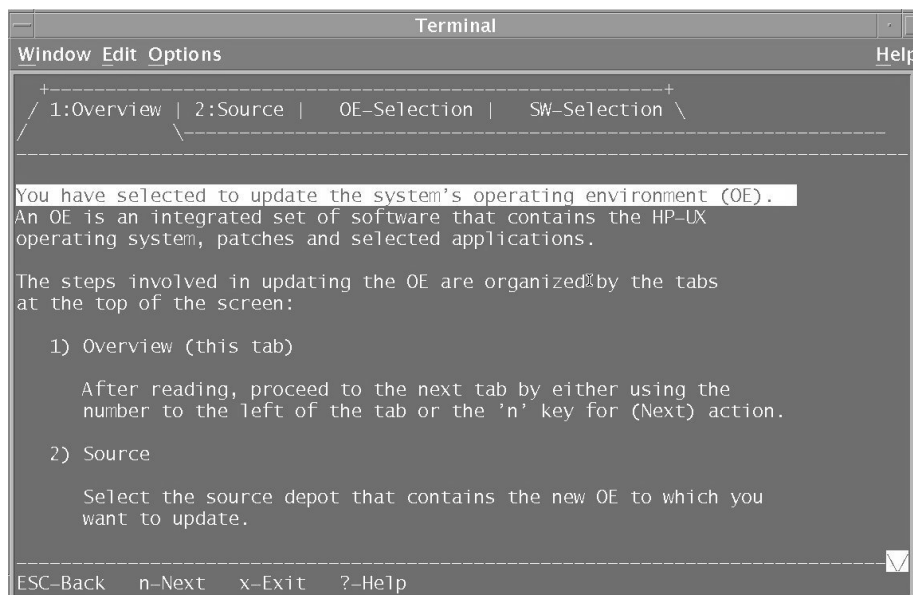 Terminal
Window Edit Options Help
1:Overview | 2:Source | OE-Selection | SW-Selection
You have selected to update the system's operating environment (OE).
An OE is an integrated set of software that contains the HP-UX
operating system, patches and selected applications.
The steps involved in updating the OE are organized by the tabs
at the top of the screen:
1) Overview (this tab)
After reading, proceed to the next tab by either using the
number to the left of the tab or the 'n' key for (Next) action.
2) Source
Select the source depot that contains the new OE to which you
want to update.
ESC-Back n-Next x-Exit ?-Help